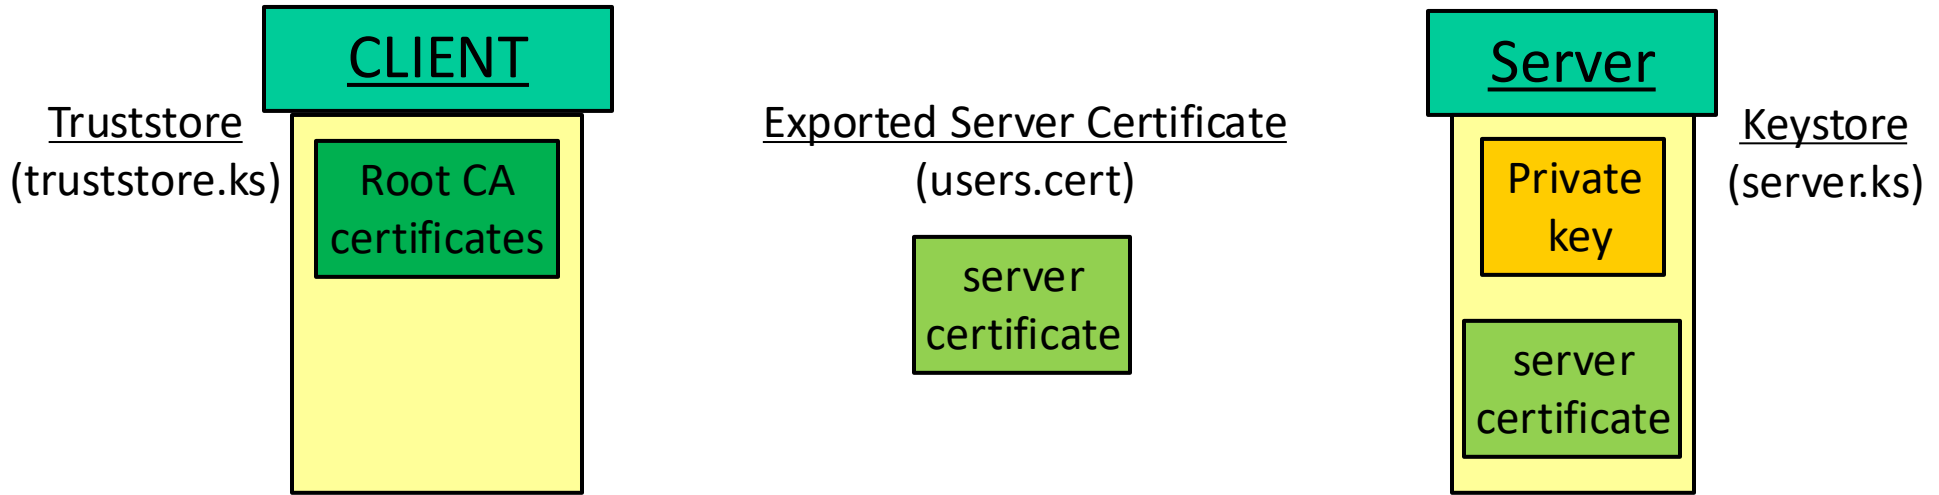 CLIENT
Truststore
(truststore.ks)
Root CA
certificates
Exported Server Certificate
(users.cert)
server
certificate
Server
Private
key
server
certificate
Keystore
(server.ks)